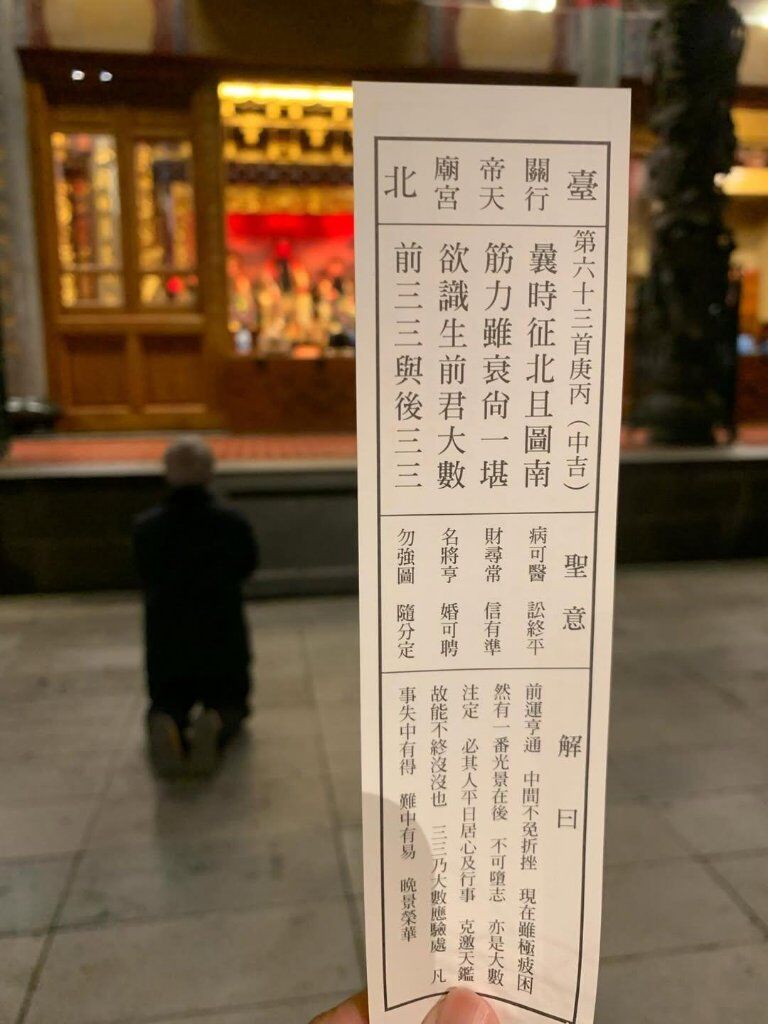 臺
關帝廟
行天宮
北
第六十三首庚丙(中吉)
曩時征北且圖南
筋力雖衰尚一堪
欲識生前君大數
前三三與後三三
聖意
病可醫 訟終平
財尋常 信有準
名將亨 婚可聘
勿強圖 隨分定
解曰
前運亨通 中間不免折挫 現在雖極疲困
然有一番光景在後 不可墮志 亦是大數
注定 必其人平日居心及行事 克邀天鑑
故能不終沒沒也 三三乃大數應驗處 凡
事失中有得 難中有易 晚景榮華